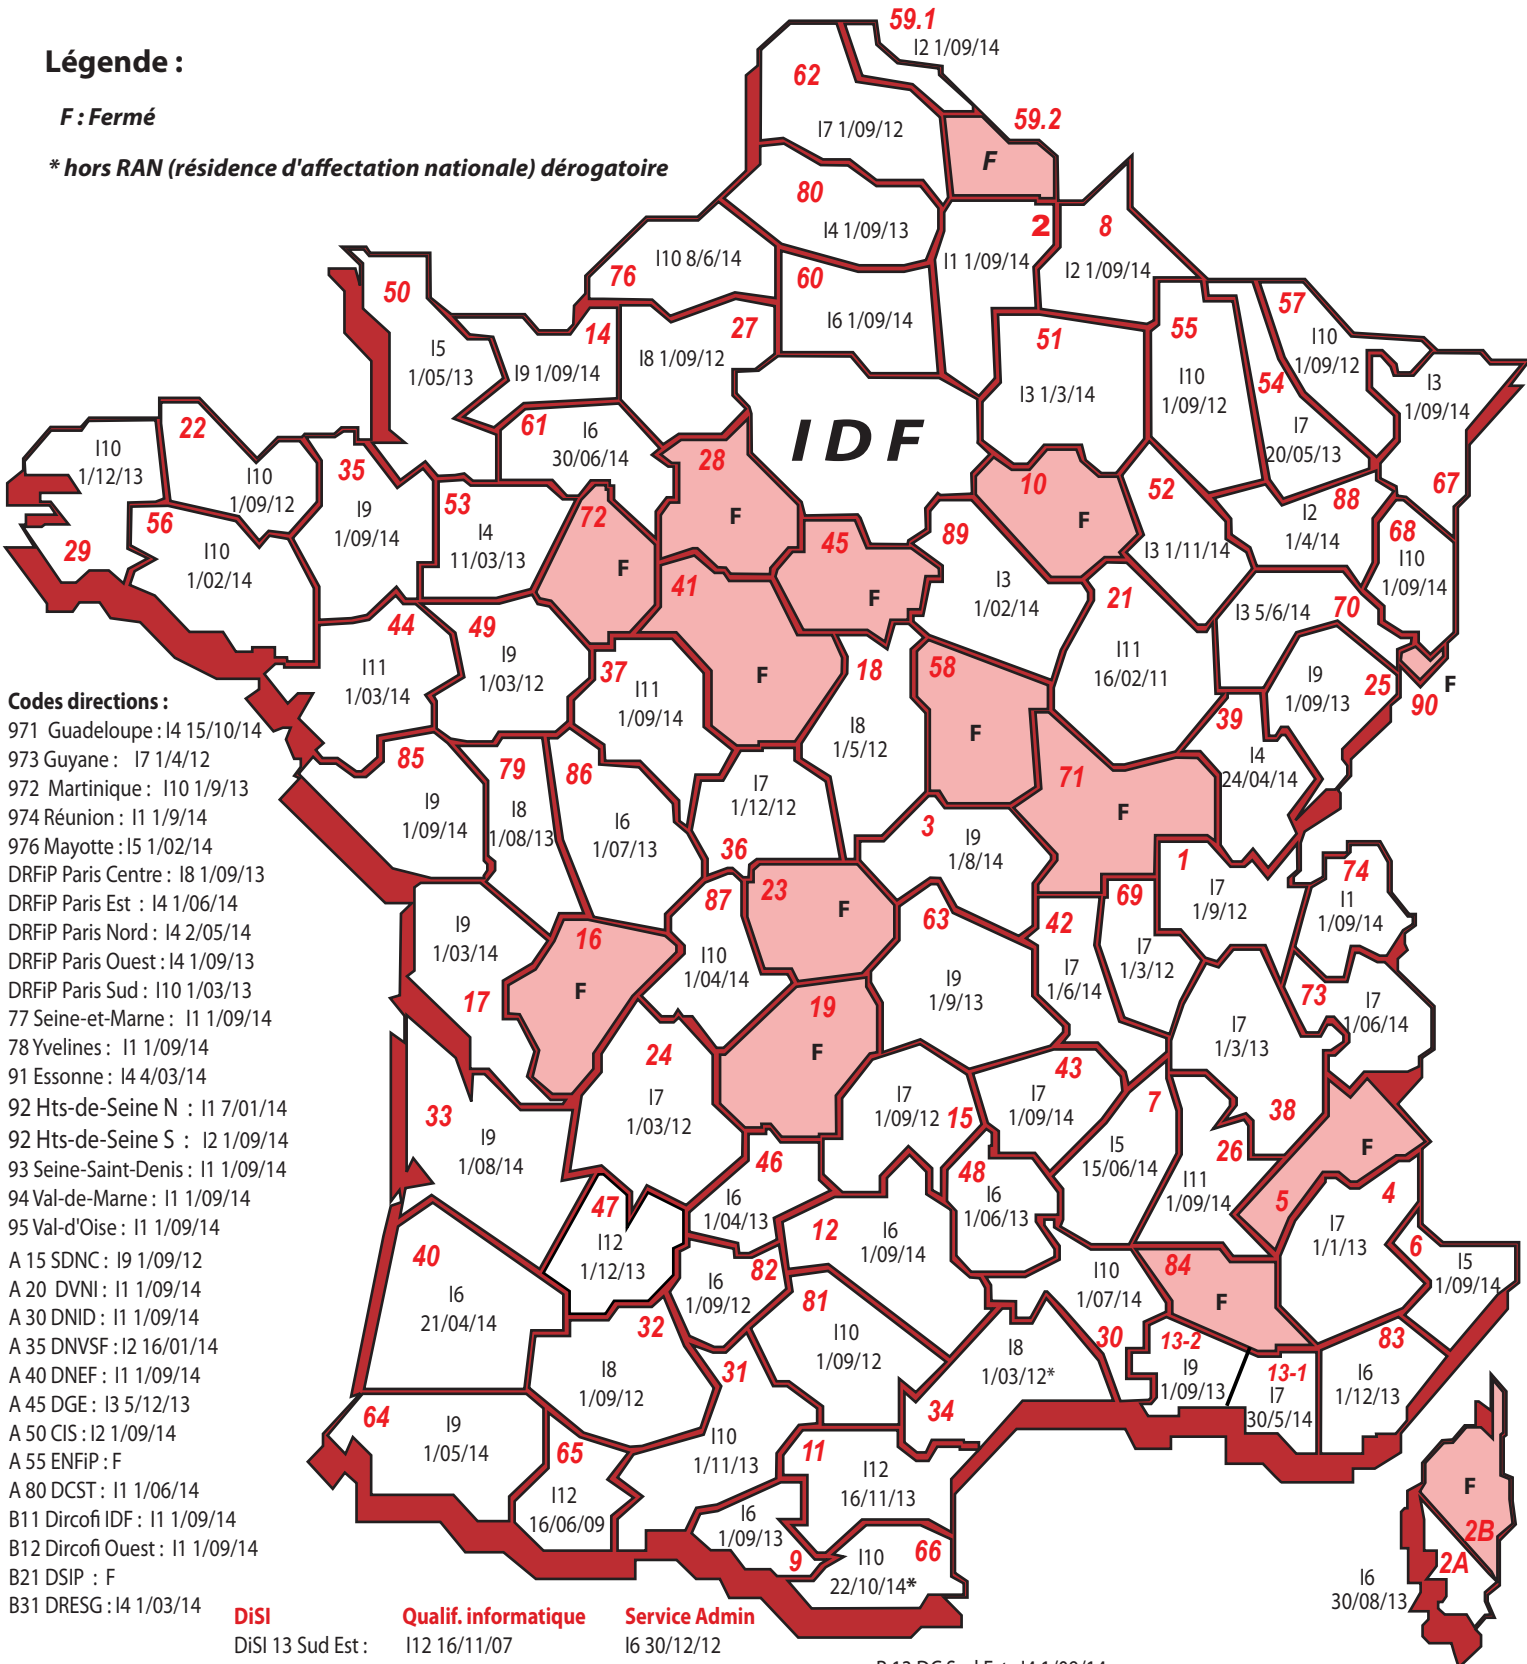 Légende :
F : Fermé
* hors RAN (résidence d'affectation nationale) dérogatoire
59.1
I2 1/09/14
62
I7 1/09/12
59.2
F
80
I4 1/09/13
2
I1 1/09/14
8
I2 1/09/14
76
I10 8/6/14
60
I6 1/09/14
50
I5
1/05/13
14
I9 1/09/14
27
I8 1/09/12
51
I3 1/3/14
55
I10
1/09/12
57
I10
1/09/12
54
I7
20/05/13
I3
1/09/14
67
IDF
61
I6
30/06/14
28
F
10
F
52
I3 1/11/14
88
I2
1/4/14
68
I10
1/09/14
I10
1/12/13
29
22
I10
1/09/12
35
I9
1/09/14
53
I4
11/03/13
72
F
56
I10
1/02/14
45
F
89
I3
1/02/14
41
F
21
I11
16/02/11
70
I3 5/6/14
44
I11
1/03/14
49
I9
1/03/12
37
I11
1/09/14
18
I8
1/5/12
58
F
39
I4
24/04/14
25
I9
1/09/13
90
F
85
I9
1/09/14
79
I8
1/08/13
86
I6
1/07/13
I7
1/12/12
36
3
I9
1/8/14
71
F
1
I7
1/9/12
74
I1
1/09/14
23
F
87
I10
1/04/14
63
I9
1/9/13
42
I7
1/6/14
69
I7
1/3/12
73
I7
1/06/14
I9
1/03/14
17
16
F
19
F
24
I7
1/03/12
I7
1/09/12
15
43
I7
1/09/14
I7
1/3/13
38
7
I5
15/06/14
26
I11
1/09/14
F
5
33
I9
1/08/14
46
I6
1/04/13
48
I6
1/06/13
4
I7
1/1/13
6
I5
1/09/14
47
I12
1/12/13
12
I6
1/09/14
82
I6
1/09/12
40
I6
21/04/14
81
I10
1/09/12
I10
1/07/14
30
84
F
32
I8
1/09/12
31
I10
1/11/13
I8
1/03/12*
34
13-2
I9
1/09/13
13-1
I7
30/5/14
83
I6
1/12/13
64
I9
1/05/14
65
I12
16/06/09
11
I12
16/11/13
I6
1/09/13
9
66
I10
22/10/14*
F
2B
2A
I6
30/08/13
Codes directions :
971 Guadeloupe : I4 15/10/14
973 Guyane : I7 1/4/12
972 Martinique : I10 1/9/13
974 Réunion : I1 1/9/14
976 Mayotte : I5 1/02/14
DRFiP Paris Centre : I8 1/09/13
DRFiP Paris Est : I4 1/06/14
DRFiP Paris Nord : I4 2/05/14
DRFiP Paris Ouest : I4 1/09/13
DRFiP Paris Sud : I10 1/03/13
77 Seine-et-Marne : I1 1/09/14
78 Yvelines : I1 1/09/14
91 Essonne : I4 4/03/14
92 Hts-de-Seine N : I1 7/01/14
92 Hts-de-Seine S : I2 1/09/14
93 Seine-Saint-Denis : I1 1/09/14
94 Val-de-Marne : I1 1/09/14
95 Val-d'Oise : I1 1/09/14
A 15 SDNC : I9 1/09/12
A 20 DVNI : I1 1/09/14
A 30 DNID : I1 1/09/14
A 35 DNVSF : I2 16/01/14
A 40 DNEF : I1 1/09/14
A 45 DGE : I3 5/12/13
A 50 CIS : I2 1/09/14
A 55 ENFiP : F
A 80 DCST : I1 1/06/14
B11 Dircofi IDF : I1 1/09/14
B12 Dircofi Ouest : I1 1/09/14
B21 DSIP : F
B31 DRESG : I4 1/03/14
DiSI Qualif. informatique Service Admin
DiSI 13 Sud Est : I12 16/11/07 I6 30/12/12